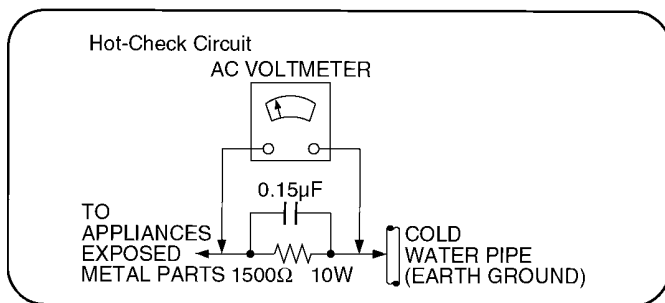 Hot-Check Circuit
AC VOLTMETER
0.15µF
TO
APPLIANCES
EXPOSED
METAL PARTS
1500Ω
10W
COLD
WATER PIPE
(EARTH GROUND)